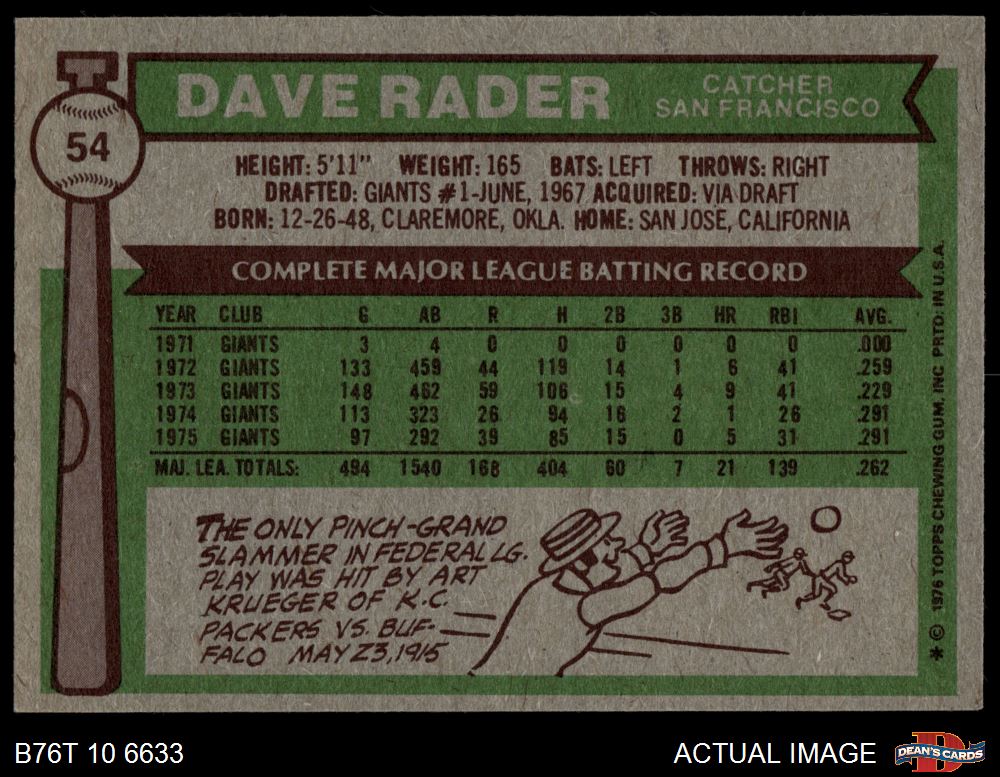 54
DAVE RADER
CATCHER
SAN FRANCISCO
HEIGHT: 5'11" WEIGHT: 165 BATS: LEFT THROWS: RIGHT
DRAFTED: GIANTS #1-JUNE, 1967 ACQUIRED: VIA DRAFT
BORN: 12-26-48, CLAREMORE, OKLA. HOME: SAN JOSE, CALIFORNIA
COMPLETE MAJOR LEAGUE BATTING RECORD
YEAR CLUB G AB R H 2B 3B HR RBI AVG.
1971 GIANTS 3 4 0 0 0 0 0 0 .000
1972 GIANTS 133 459 44 119 14 1 6 41 .259
1973 GIANTS 148 462 59 106 15 4 9 41 .229
1974 GIANTS 113 323 26 94 16 2 1 26 .291
1975 GIANTS 97 292 39 85 15 0 5 31 .291
MAJ. LEA. TOTALS: 494 1540 168 404 60 7 21 139 .262
THE ONLY PINCH-GRAND
SLAMMER IN FEDERAL LG.
PLAY WAS HIT BY ART
KRUEGER OF K.C.
PACKERS VS. BUF-
FALO MAY 23, 1915
* © 1976 TOPPS CHEWING GUM, INC PRTD: IN U.S.A.
B76T 10 6633
ACTUAL IMAGE
D
DEAN'S CARDS